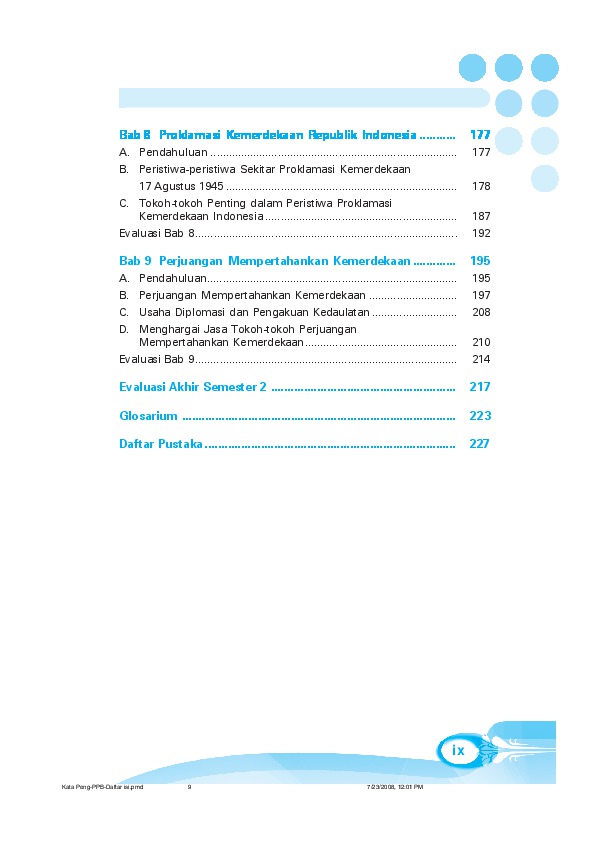 Bab 8 Proklamasi Kemerdekaan Republik Indonesia ........... 177
A. Pendahuluan ............................................................................... 177
B. Peristiwa-peristiwa Sekitar Proklamasi Kemerdekaan
17 Agustus 1945 ......................................................................... 178
C. Tokoh-tokoh Penting dalam Peristiwa Proklamasi
Kemerdekaan Indonesia ............................................................. 187
Evaluasi Bab 8.................................................................................... 192
Bab 9 Perjuangan Mempertahankan Kemerdekaan ............. 195
A. Pendahuluan................................................................................ 195
B. Perjuangan Mempertahankan Kemerdekaan ............................ 197
C. Usaha Diplomasi dan Pengakuan Kedaulatan ........................... 208
D. Menghargai Jasa Tokoh-tokoh Perjuangan
Mempertahankan Kemerdekaan................................................ 210
Evaluasi Bab 9.................................................................................... 214
Evaluasi Akhir Semester 2 ........................................................ 217
Glosarium ................................................................................... 223
Daftar Pustaka............................................................................ 227
ix
Kata Peng-PPB-Daftar isi.pmd 9 7/23/2008, 12:01 PM